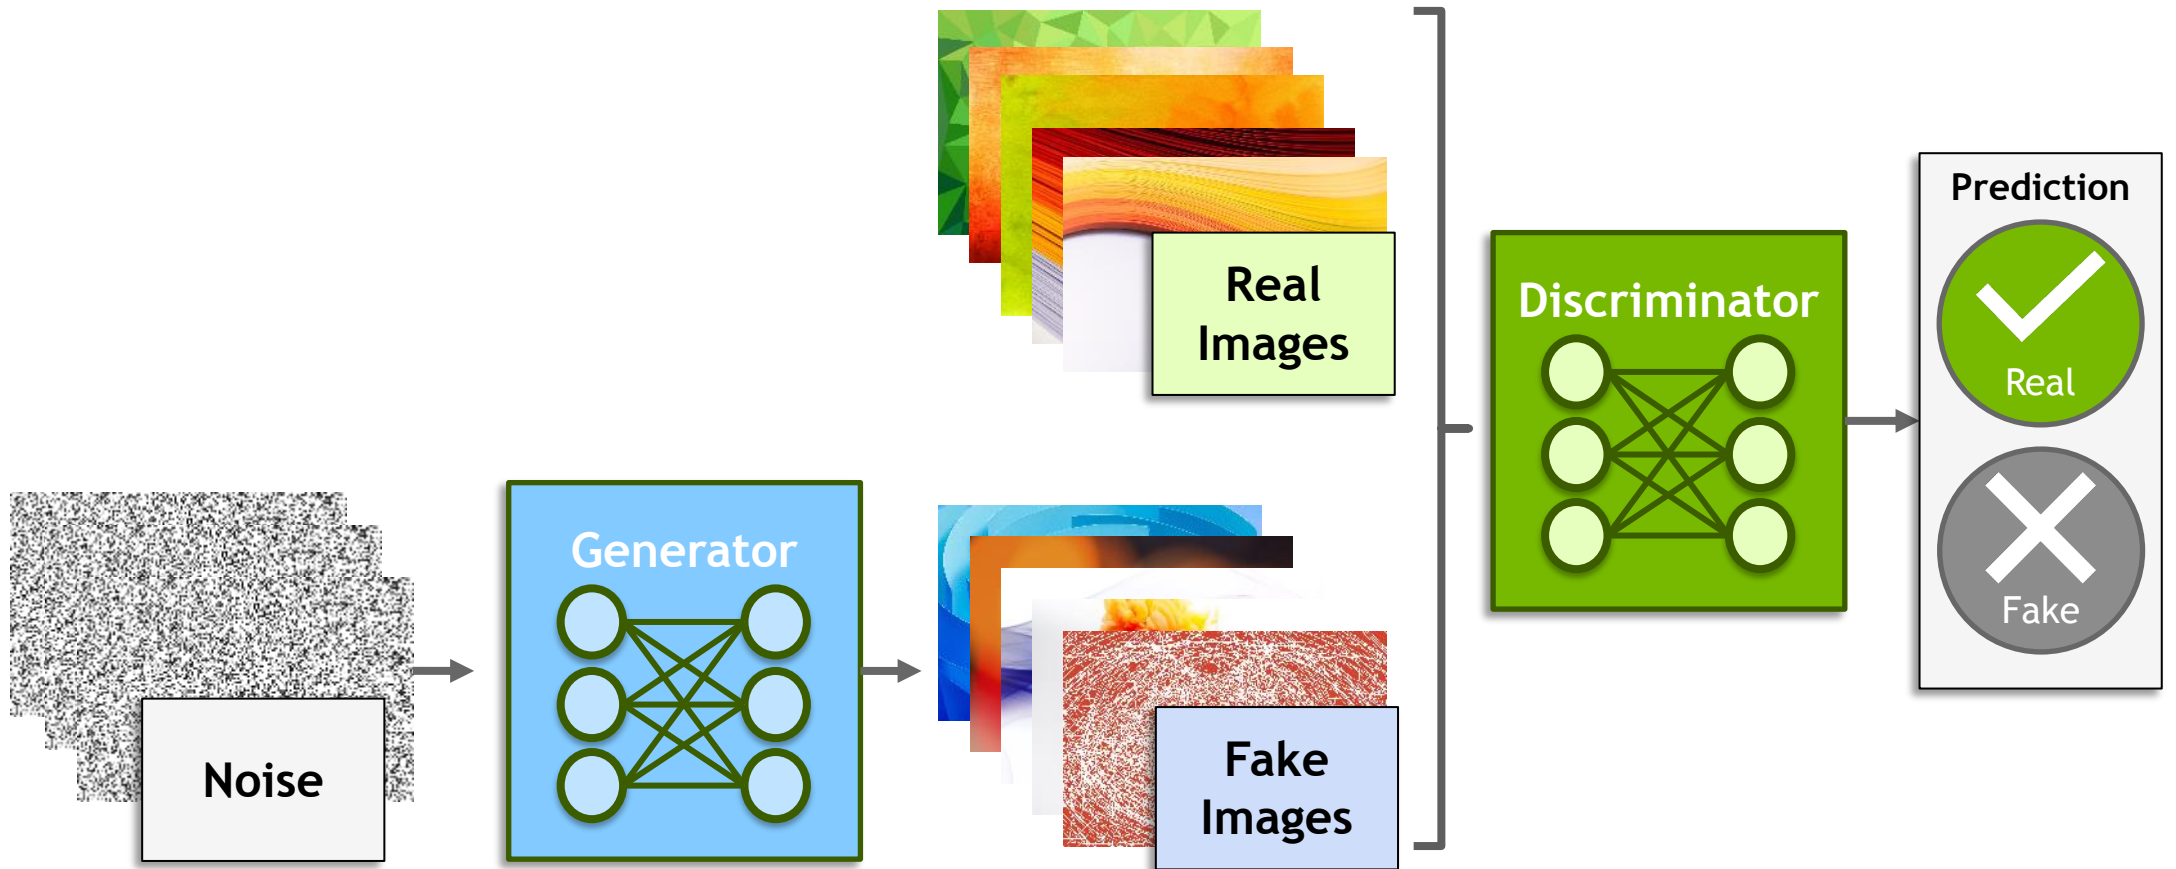 Noise
Generator
Real
Images
Fake
Images
Discriminator
Prediction
Real
Fake